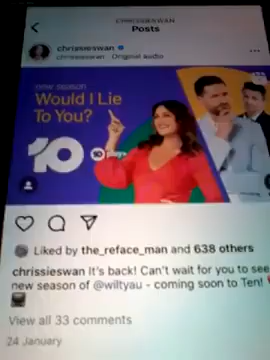 CHRISSIESWAN
Posts
chrissieswan
chrissieswan Original audio
new season
Would I Lie
To You?
10
10 play
Liked by the_reface_man and 638 others
chrissieswan It's back! Can't wait for you to see
new season of @wiltyau - coming soon to Ten!
View all 33 comments
24 January